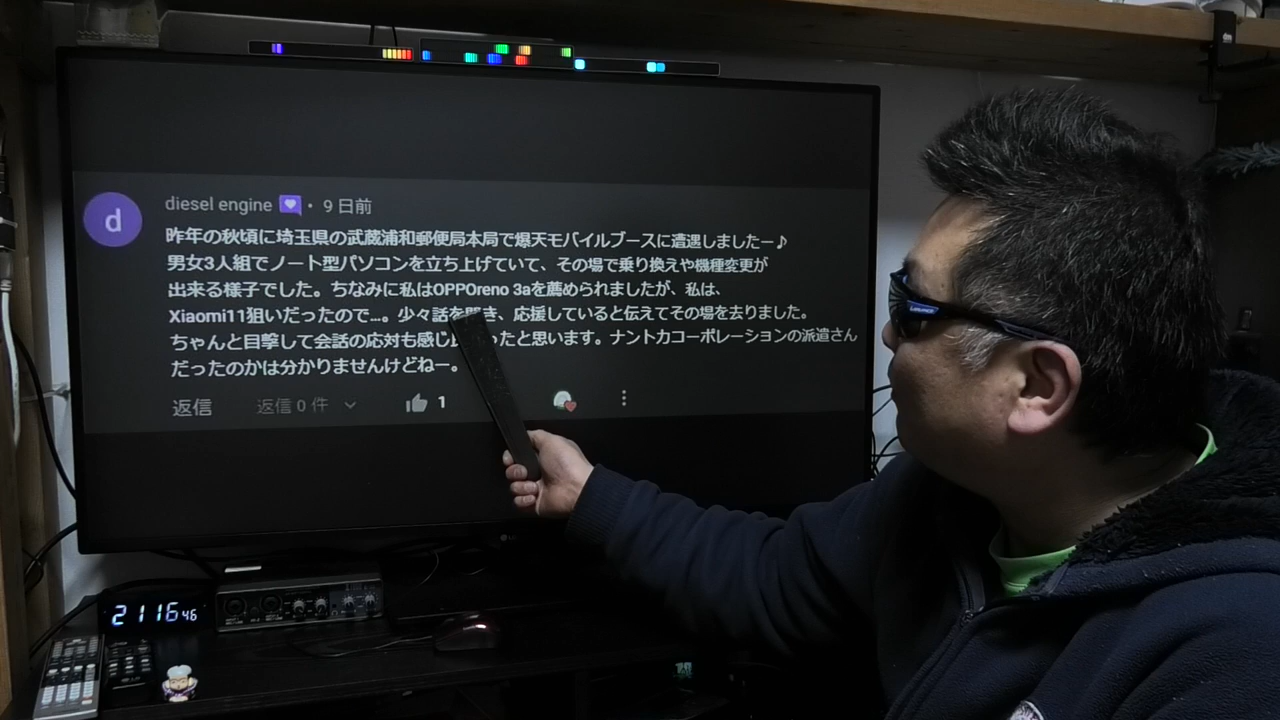 diesel engine • 9 日前
昨年の秋頃に埼玉県の武蔵浦和郵便局本局で爆天モバイルブースに遭遇しましたー♪
男女3人組でノート型パソコンを立ち上げていて、その場で乗り換えや機種変更が
出来る様子でした。ちなみに私はOPPOreno 3aを薦められましたが、私は、
Xiaomi11狙いだったので…。少々話を聞き、応援していると伝えてその場を去りました。
ちゃんと目撃して会話の応対も感じ ったと思います。ナントカコーポレーションの派遣さん
だったのかは分かりませんけどねー。
返信 返信 0 件 1
d
2116 46